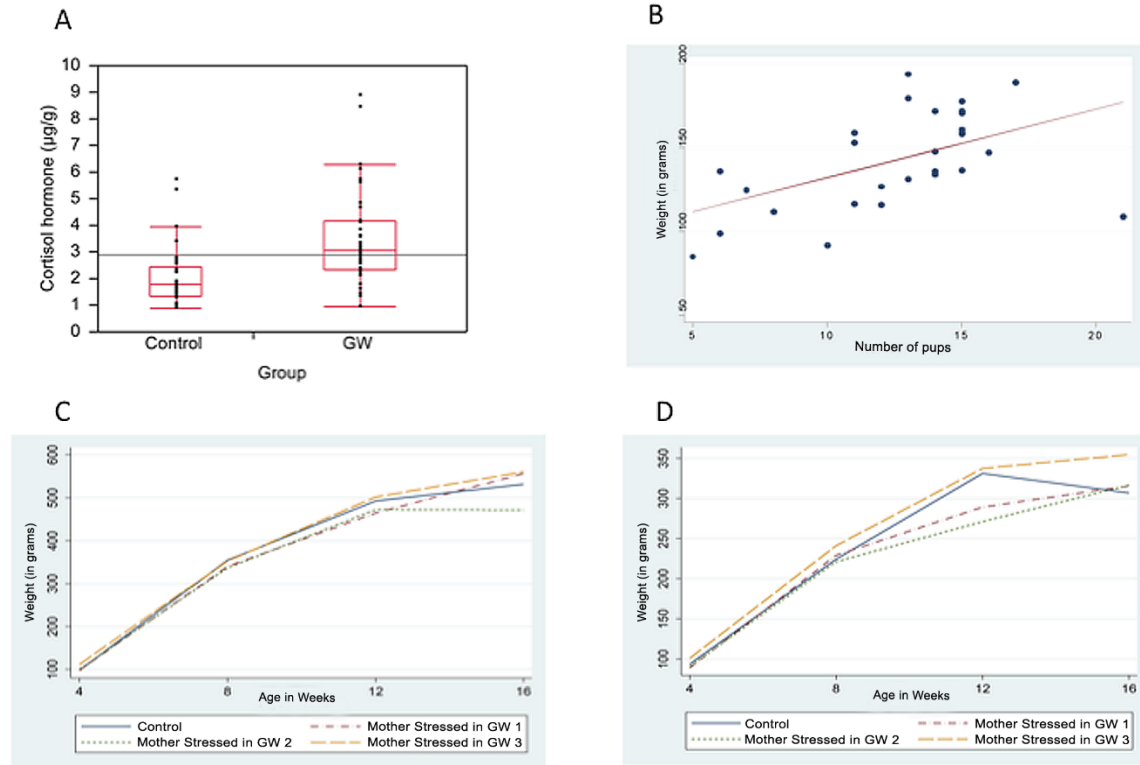 A
10
9
8
7
6
5
4
3
2
1
0
Cortisol hormone (µg/g)
Control
GW
Group
B
200
150
100
50
Weight (in grams)
5
10
15
20
Number of pups
C
600
500
400
300
200
100
Weight (in grams)
4
8
12
16
Age in Weeks
Control
Mother Stressed in GW 1
Mother Stressed in GW 2
Mother Stressed in GW 3
D
350
300
250
200
150
100
Weight (in grams)
4
8
12
16
Age in Weeks
Control
Mother Stressed in GW 1
Mother Stressed in GW 2
Mother Stressed in GW 3